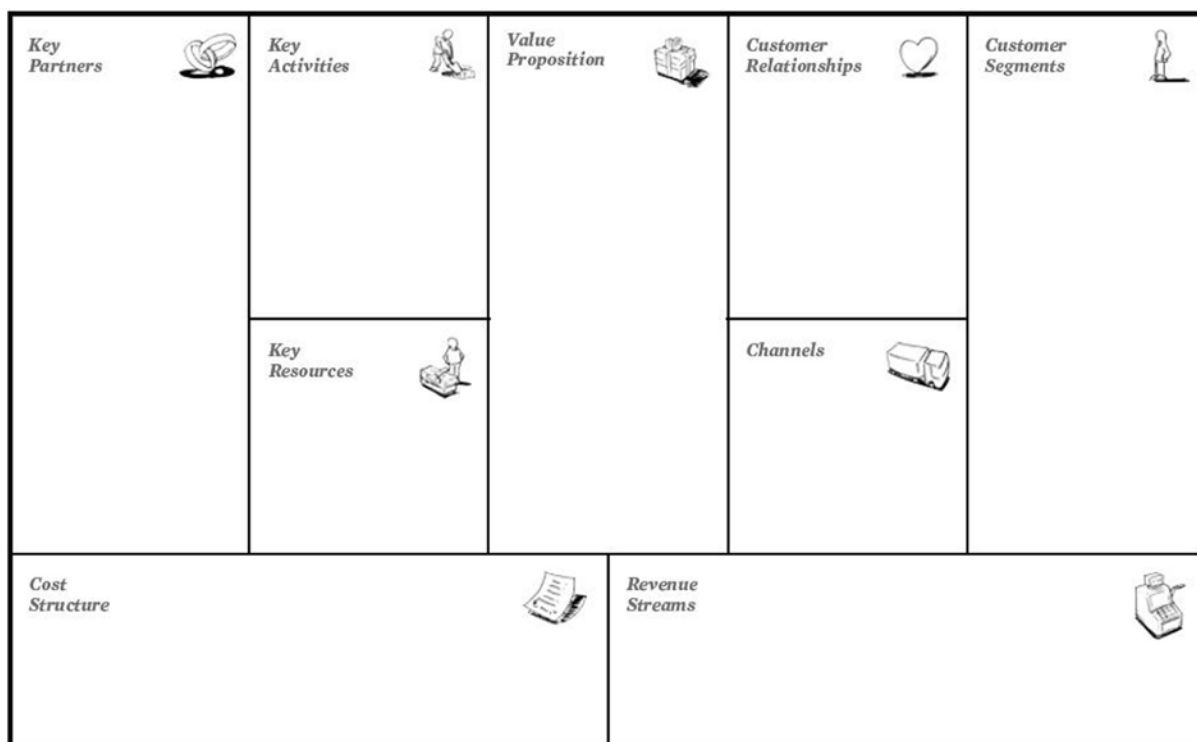 Key
Partners
Key
Activities
Value
Proposition
Customer
Relationships
Customer
Segments
Key
Resources
Channels
Cost
Structure
Revenue
Streams